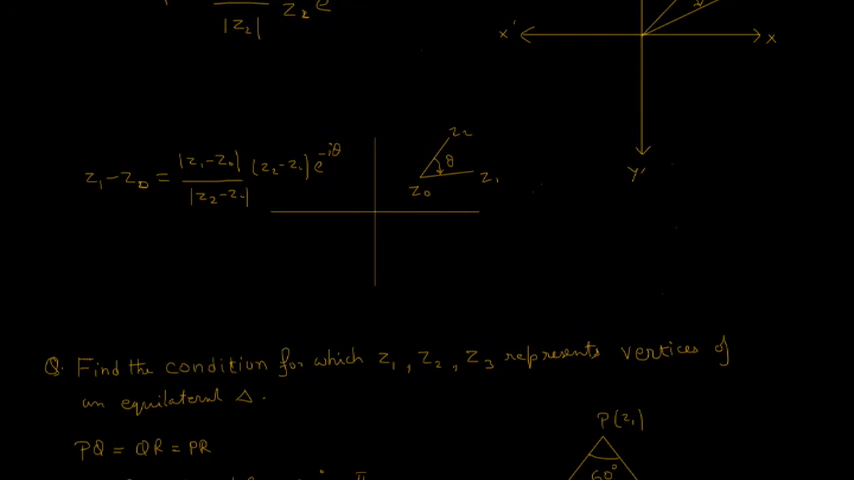 |z₂| z₂ e
x' x
y'
z₁ - z₀ = |z₁-z₀| / |z₂-z₀| (z₂-z₀) e^-iθ
z₂
θ
z₁
z₀
Q. Find the condition for which z₁, z₂, z₃ represents vertices of
an equilateral Δ.
P(z₁)
PQ = QR = PR
60°
π